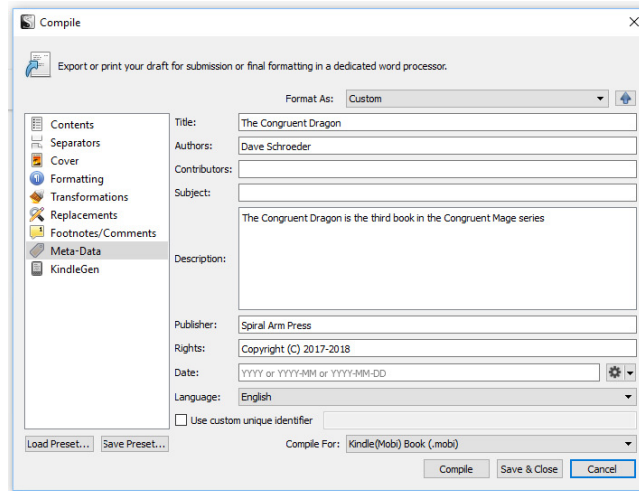 Compile
Export or print your draft for submission or final formatting in a dedicated word processor.
Format As: Custom
Contents
Separators
Cover
Formatting
Transformations
Replacements
Footnotes/Comments
Meta-Data
KindleGen
Title: The Congruent Dragon
Authors: Dave Schroeder
Contributors:
Subject:
Description: The Congruent Dragon is the third book in the Congruent Mage series
Publisher: Spiral Arm Press
Rights: Copyright (C) 2017-2018
Date: YYYY or YYYY-MM or YYYY-MM-DD
Language: English
Use custom unique identifier
Load Preset... Save Preset... Compile For: Kindle(Mobi) Book (.mobi)
Compile Save & Close Cancel